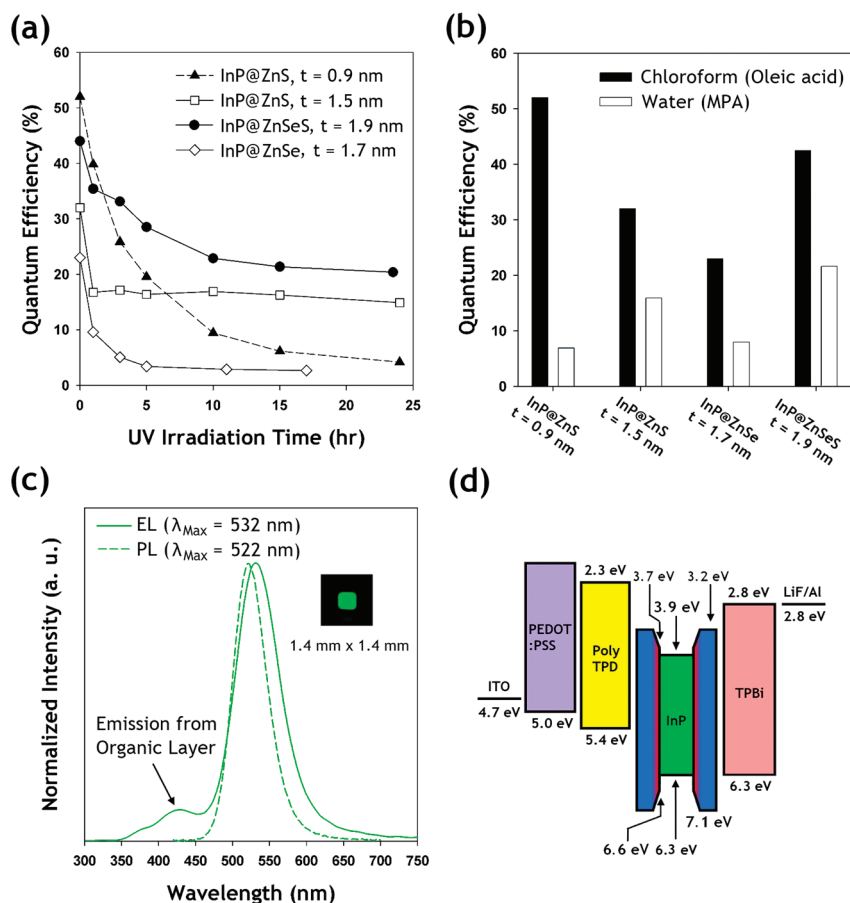 (a)
60
50
40
30
20
10
0
Quantum Efficiency (%)
InP@ZnS, t = 0.9 nm
InP@ZnS, t = 1.5 nm
InP@ZnSeS, t = 1.9 nm
InP@ZnSe, t = 1.7 nm
0 5 10 15 20 25
UV Irradiation Time (hr)
(b)
60
50
40
30
20
10
0
Quantum Efficiency (%)
Chloroform (Oleic acid)
Water (MPA)
InP@ZnS
t = 0.9 nm
InP@ZnS
t = 1.5 nm
InP@ZnSe
t = 1.7 nm
InP@ZnSeS
t = 1.9 nm
(c)
Normalized Intensity (a. u.)
EL (λMax = 532 nm)
PL (λMax = 522 nm)
1.4 mm x 1.4 mm
Emission from
Organic Layer
300 350 400 450 500 550 600 650 700 750
Wavelength (nm)
(d)
ITO
4.7 eV
PEDOT
:PSS
5.0 eV
2.3 eV
Poly
TPD
5.4 eV
3.7 eV
3.9 eV
3.2 eV
InP
6.6 eV
6.3 eV
7.1 eV
2.8 eV
TPBi
6.3 eV
LiF/Al
2.8 eV